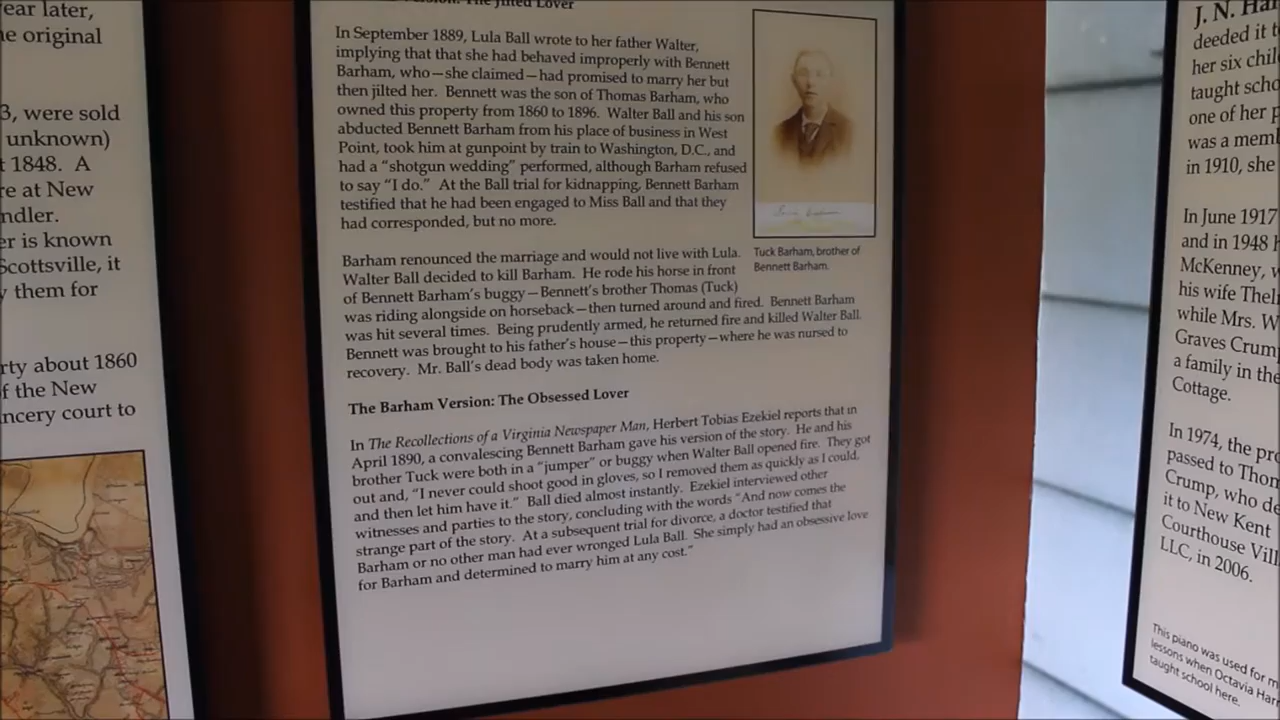 ear later,
e original
3, were sold
unknown)
t 1848. A
re at New
ndler.
er is known
Scottsville, it
y them for
rty about 1860
f the New
ncery court to
Version: The Jilted Lover
In September 1889, Lula Ball wrote to her father Walter,
implying that that she had behaved improperly with Bennett
Barham, who—she claimed—had promised to marry her but
then jilted her. Bennett was the son of Thomas Barham, who
owned this property from 1860 to 1896. Walter Ball and his son
abducted Bennett Barham from his place of business in West
Point, took him at gunpoint by train to Washington, D.C., and
had a “shotgun wedding” performed, although Barham refused
to say “I do.” At the Ball trial for kidnapping, Bennett Barham
testified that he had been engaged to Miss Ball and that they
had corresponded, but no more.
Tuck Barham, brother of
Bennett Barham.
Barham renounced the marriage and would not live with Lula.
Walter Ball decided to kill Barham. He rode his horse in front
of Bennett Barham’s buggy—Bennett’s brother Thomas (Tuck)
was riding alongside on horseback—then turned around and fired. Bennett Barham
was hit several times. Being prudently armed, he returned fire and killed Walter Ball.
Bennett was brought to his father’s house—this property—where he was nursed to
recovery. Mr. Ball’s dead body was taken home.
The Barham Version: The Obsessed Lover
In The Recollections of a Virginia Newspaper Man, Herbert Tobias Ezekiel reports that in
April 1890, a convalescing Bennett Barham gave his version of the story. He and his
brother Tuck were both in a “jumper” or buggy when Walter Ball opened fire. They got
out and, “I never could shoot good in gloves, so I removed them as quickly as I could,
and then let him have it.” Ball died almost instantly. Ezekiel interviewed other
witnesses and parties to the story, concluding with the words “And now comes the
strange part of the story. At a subsequent trial for divorce, a doctor testified that
Barham or no other man had ever wronged Lula Ball. She simply had an obsessive love
for Barham and determined to marry him at any cost.”
J. N. Har
deeded it to
her six chil
taught scho
one of her p
was a mem
in 1910, she
In June 1917
and in 1948 h
McKenney, w
his wife Thel
while Mrs. W
Graves Crum
a family in the
Cottage.
In 1974, the pro
passed to Thom
Crump, who de
it to New Kent
Courthouse Vill
LLC, in 2006.
This piano was used for m
lessons when Octavia Har
taught school here.